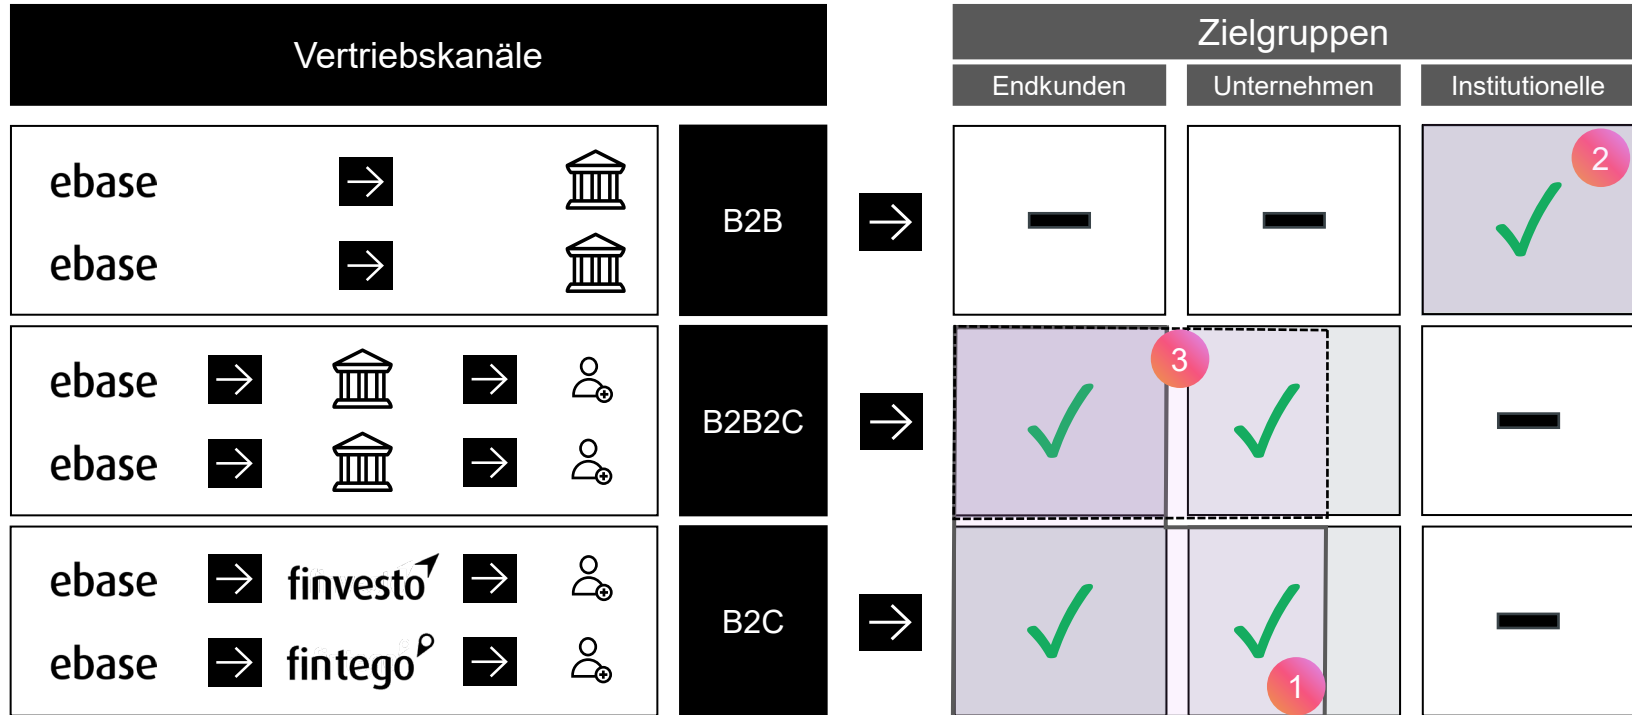 Vertriebskanäle
Zielgruppen
Endkunden Unternehmen Institutionelle
ebase
ebase
B2B
2
ebase
ebase
B2B2C
3
ebase finvesto
ebase fintego
B2C
1